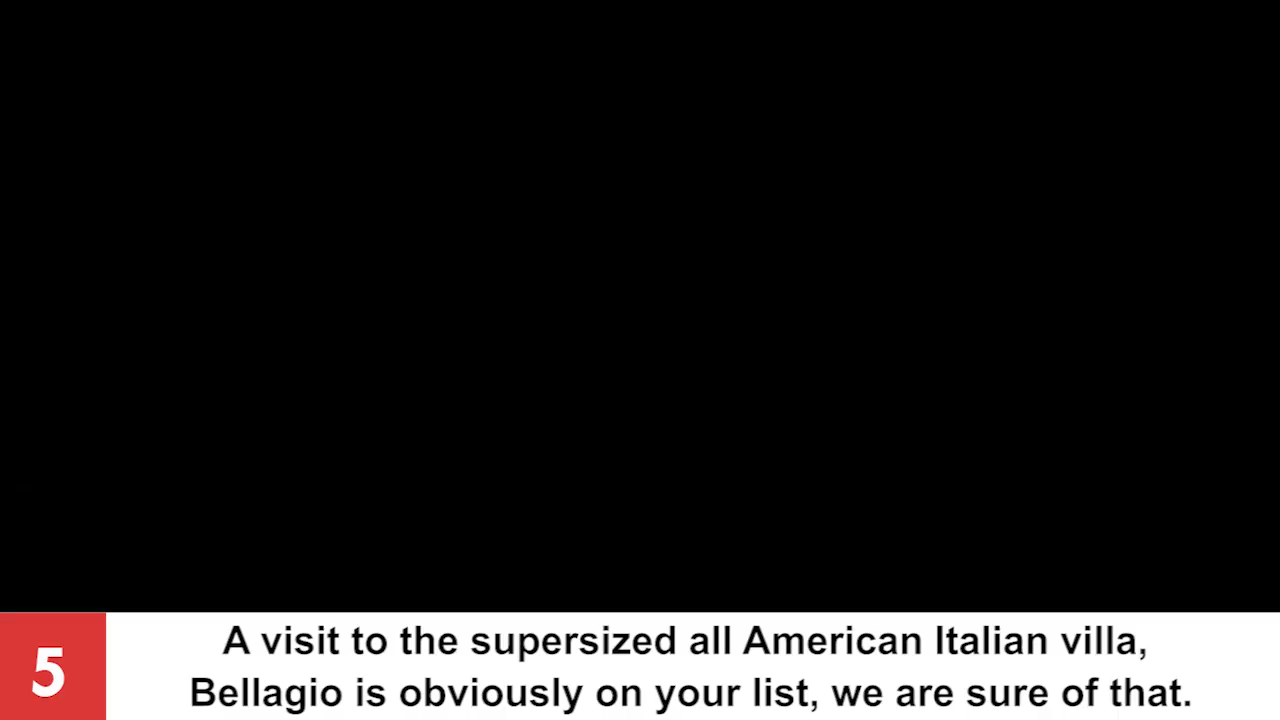 5
A visit to the supersized all American Italian villa,
Bellagio is obviously on your list, we are sure of that.